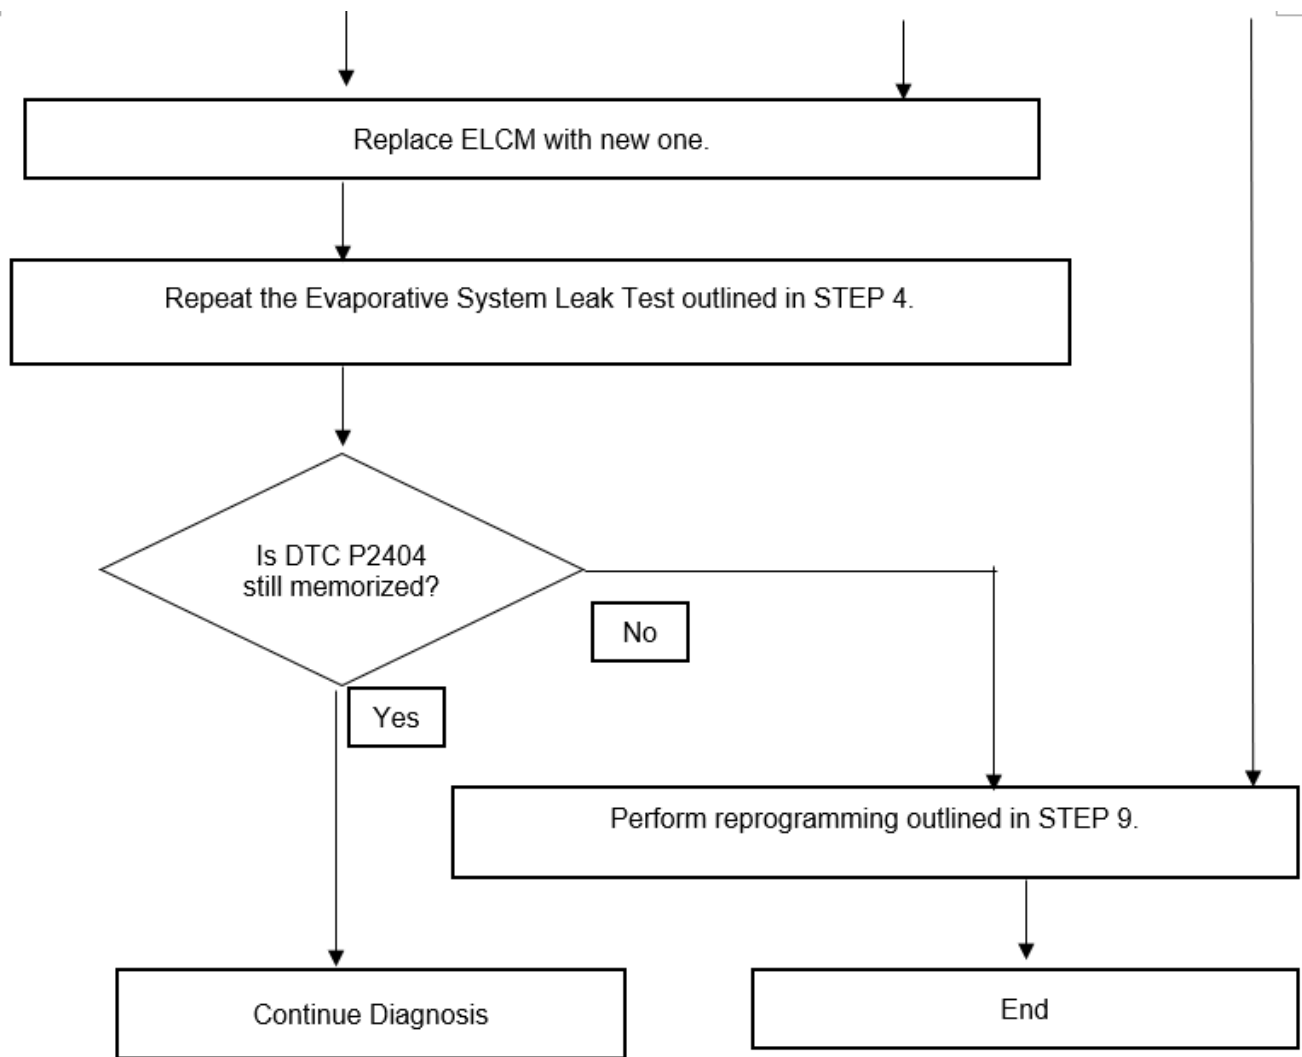 Replace ELCM with new one.
Repeat the Evaporative System Leak Test outlined in STEP 4.
Is DTC P2404
still memorized?
No
Yes
Perform reprogramming outlined in STEP 9.
Continue Diagnosis
End